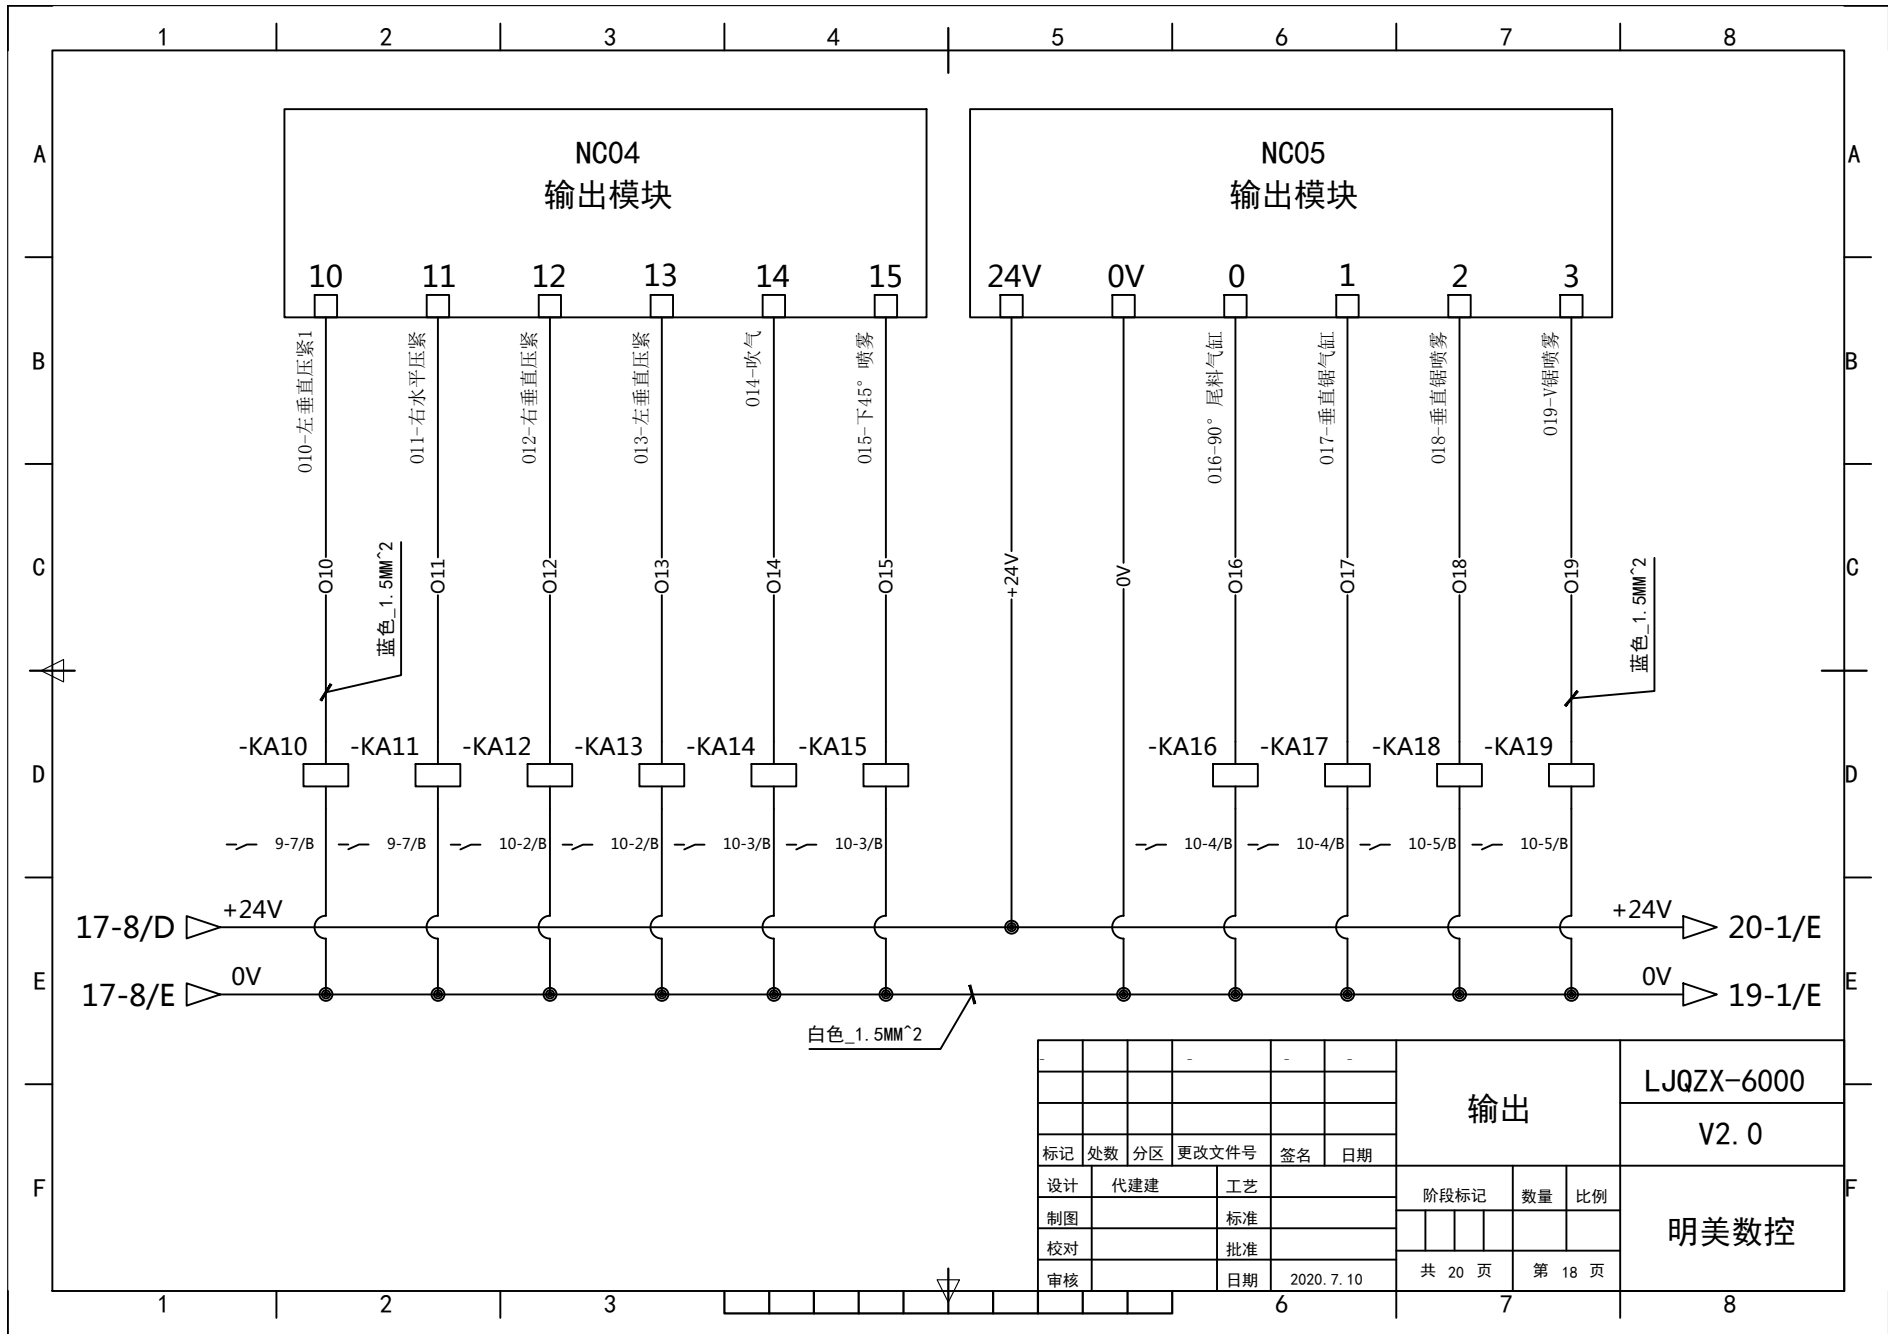 1 2 3 4 5 6 7 8
A A
NC04
输出模块
NC05
输出模块
10 11 12 13 14 15
24V 0V 0 1 2 3
B B
010-左垂直压紧1
011-右水平压紧
012-右垂直压紧
013-左垂直压紧
014-吹气
015-下45° 喷雾
016-90° 尾料气缸
017-垂直锯气缸
018-垂直锯喷雾
019-V锯喷雾
C C
O10
蓝色_1.5MM^2
O11
O12
O13
O14
O15
+24V
0V
O16
O17
O18
O19
蓝色_1.5MM^2
-KA10 -KA11 -KA12 -KA13 -KA14 -KA15 -KA16 -KA17 -KA18 -KA19
D D
9-7/B 9-7/B 10-2/B 10-2/B 10-3/B 10-3/B 10-4/B 10-4/B 10-5/B 10-5/B
17-8/D +24V +24V 20-1/E
E E
17-8/E 0V 0V 19-1/E
白色_1.5MM^2
- - - -
输出
LJQZX-6000
V2.0
标记 处数 分区 更改文件号 签名 日期
F F
设计 代建建 工艺
阶段标记 数量 比例
制图 标准
明美数控
校对 批准
审核 日期 2020.7.10
共 20 页 第 18 页
1 2 3 6 7 8